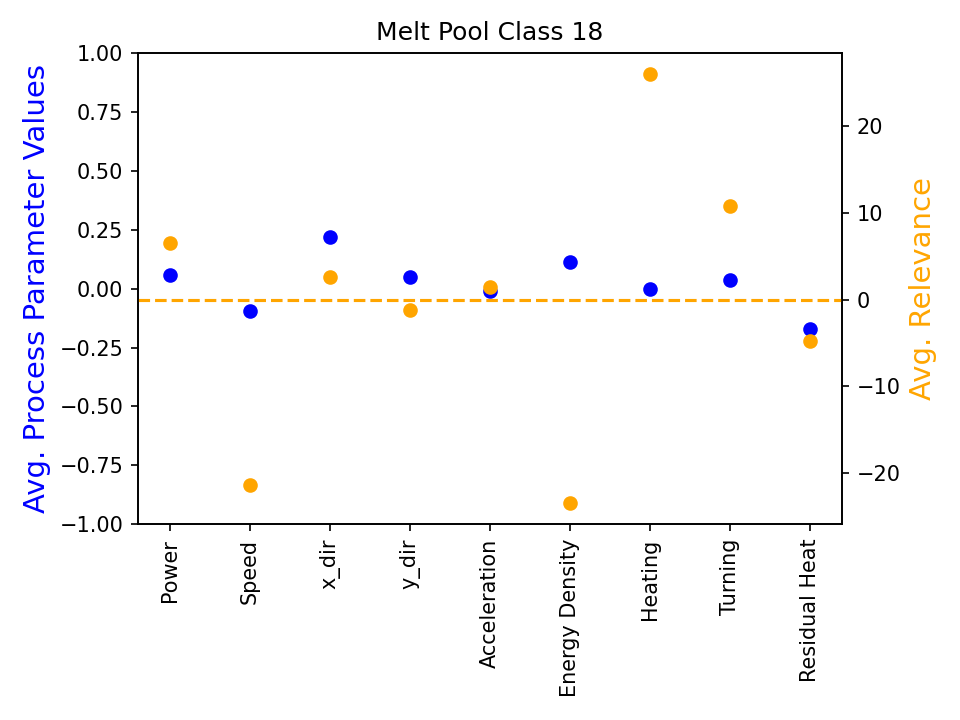 Melt Pool Class 18
Avg. Process Parameter Values
1.00
0.75
0.50
0.25
0.00
−0.25
−0.50
−0.75
−1.00
20
10
0
−10
−20
Avg. Relevance
Power
Speed
x_dir
y_dir
Acceleration
Energy Density
Heating
Turning
Residual Heat